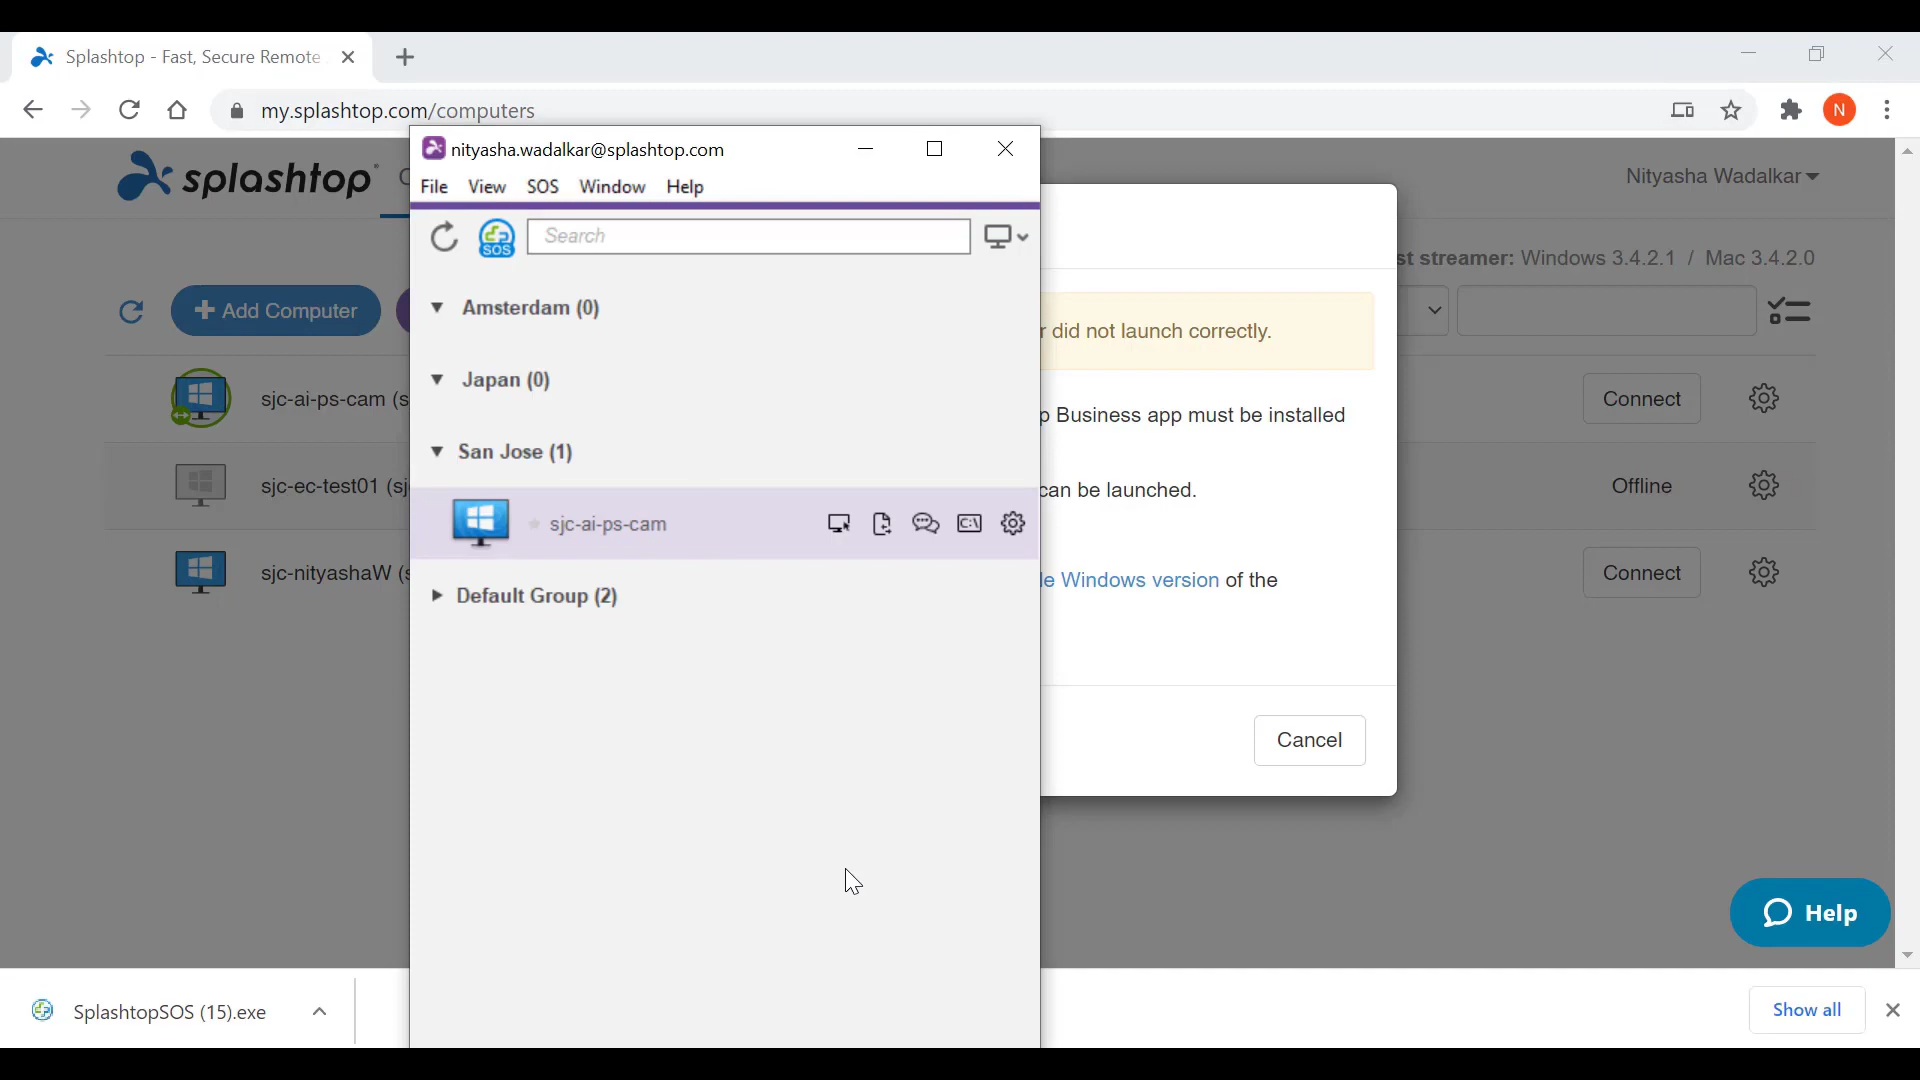 Splashtop - Fast, Secure Remote
my.splashtop.com/computers
N
nityasha.wadalkar@splashtop.com
File View SOS Window Help
SOS Search
Amsterdam (0)
Japan (0)
San Jose (1)
sjc-ai-ps-cam
C:\
Default Group (2)
splashtop
Nityasha Wadalkar
st streamer: Windows 3.4.2.1 / Mac 3.4.2.0
Add Computer
sjc-ai-ps-cam (s
Connect
sjc-ec-test01 (sj
Offline
sjc-nityashaW (s
Connect
r did not launch correctly.
p Business app must be installed
can be launched.
le Windows version of the
Cancel
Help
SplashtopSOS (15).exe
Show all